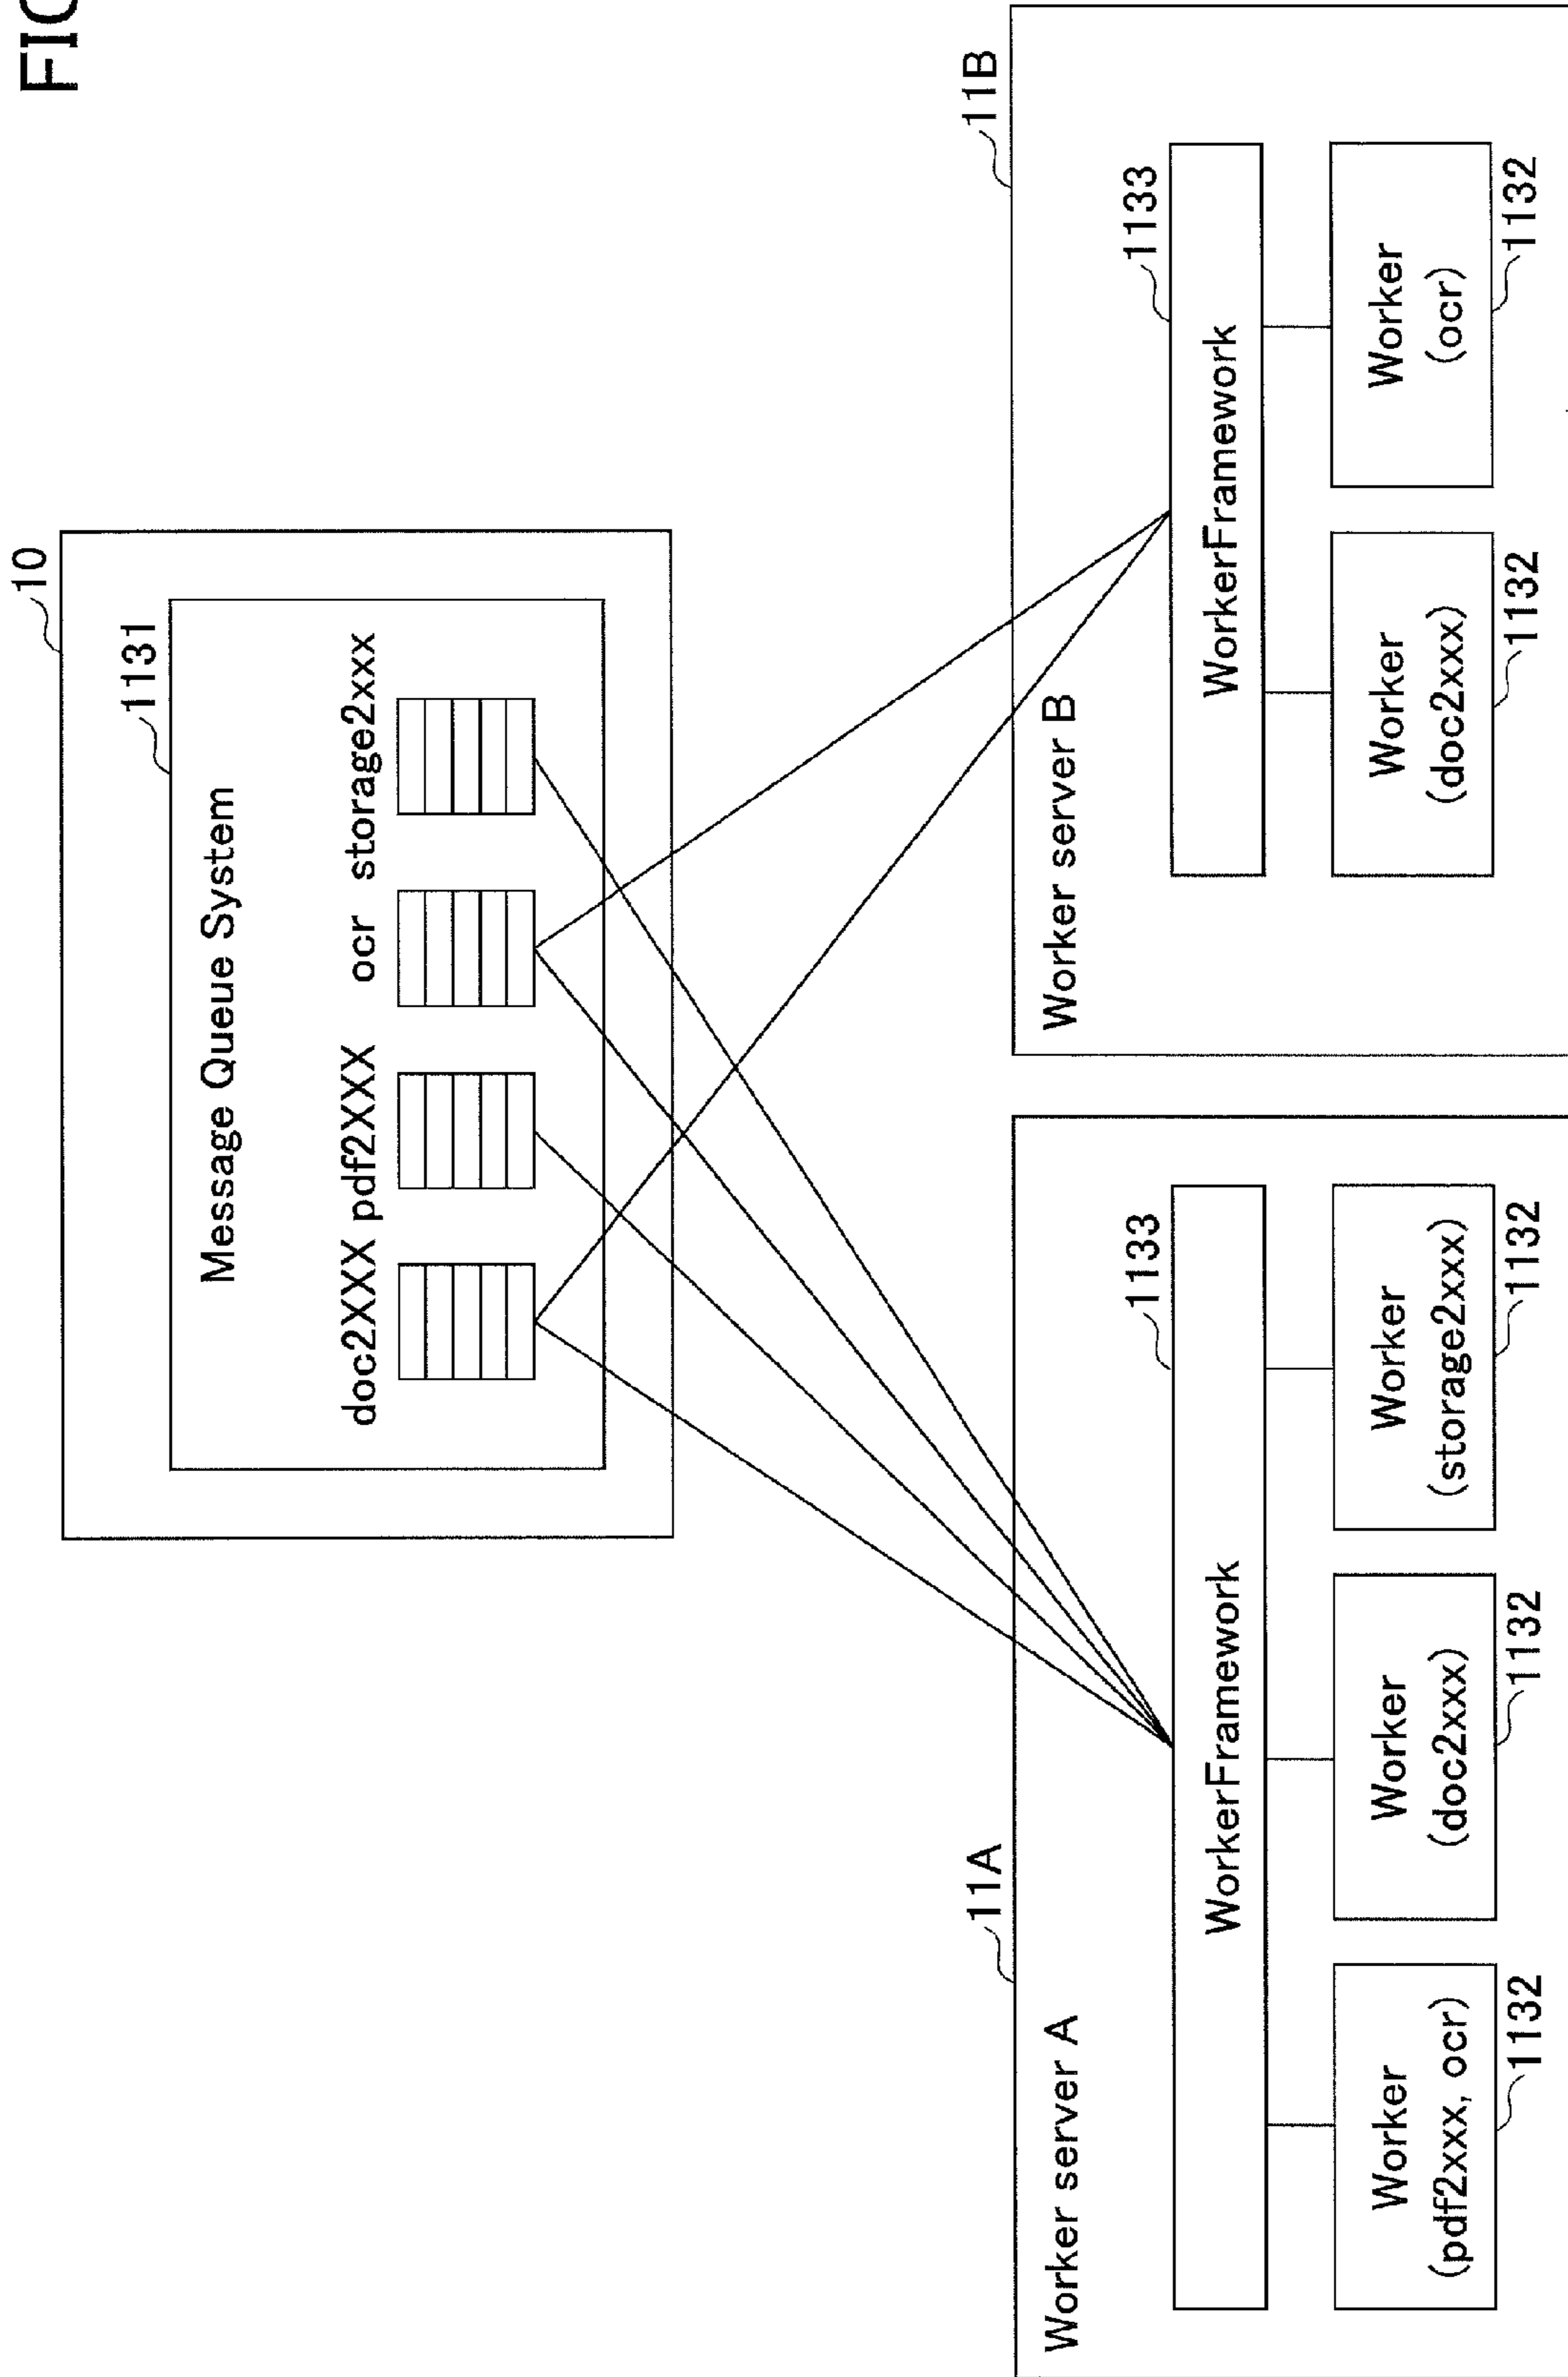 FIG
10
1131
Message Queue System
doc2XXX pdf2XXX ocr storage2xxx
11A
Worker server A
1133
WorkerFramework
Worker
(pdf2xxx, ocr)
1132
Worker
(doc2xxx)
1132
Worker
(storage2xxx)
1132
11B
Worker server B
1133
WorkerFramework
Worker
(doc2xxx)
1132
Worker
(ocr)
1132